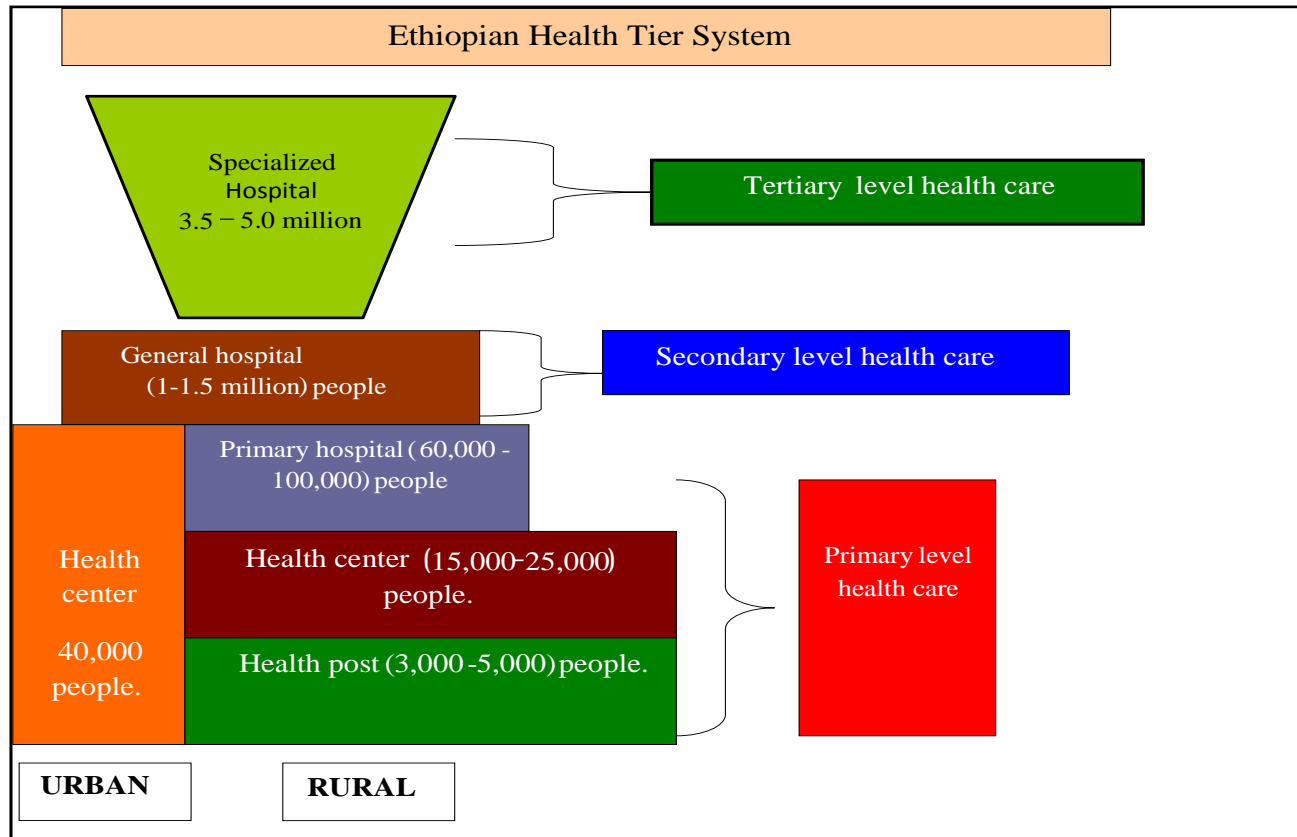 Ethiopian Health Tier System
Specialized
Hospital
3.5 – 5.0 million
Tertiary level health care
General hospital
(1-1.5 million) people
Secondary level health care
Primary hospital (60,000 -
100,000) people
Health
center
40,000
people.
Health center (15,000-25,000)
people.
Health post (3,000 -5,000) people.
Primary level
health care
URBAN
RURAL